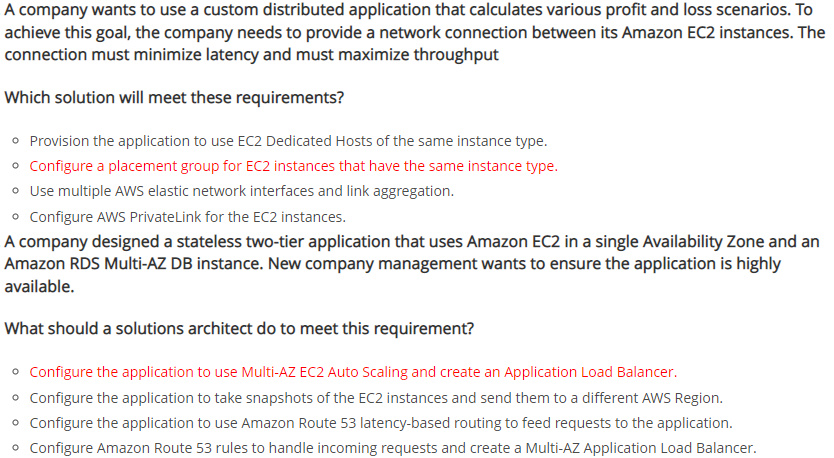 A company wants to use a custom distributed application that calculates various profit and loss scenarios. To
achieve this goal, the company needs to provide a network connection between its Amazon EC2 instances. The
connection must minimize latency and must maximize throughput
Which solution will meet these requirements?
Provision the application to use EC2 Dedicated Hosts of the same instance type.
Configure a placement group for EC2 instances that have the same instance type.
Use multiple AWS elastic network interfaces and link aggregation.
Configure AWS PrivateLink for the EC2 instances.
A company designed a stateless two-tier application that uses Amazon EC2 in a single Availability Zone and an
Amazon RDS Multi-AZ DB instance. New company management wants to ensure the application is highly
available.
What should a solutions architect do to meet this requirement?
Configure the application to use Multi-AZ EC2 Auto Scaling and create an Application Load Balancer.
Configure the application to take snapshots of the EC2 instances and send them to a different AWS Region.
Configure the application to use Amazon Route 53 latency-based routing to feed requests to the application.
Configure Amazon Route 53 rules to handle incoming requests and create a Multi-AZ Application Load Balancer.